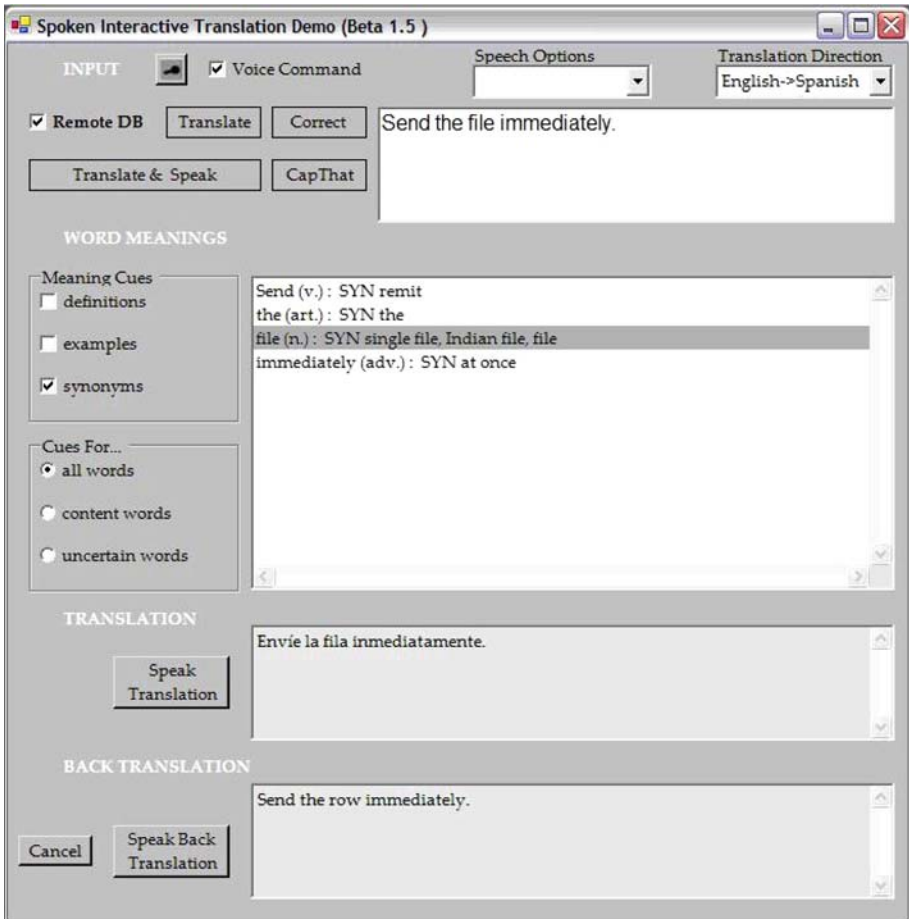 Spoken Interactive Translation Demo (Beta 1.5 )
INPUT
Voice Command
Speech Options
Translation Direction
English->Spanish
Remote DB
Translate
Correct
Send the file immediately.
Translate & Speak
CapThat
WORD MEANINGS
Meaning Cues
definitions
examples
synonyms
Send (v.) : SYN remit
the (art.) : SYN the
file (n.) : SYN single file, Indian file, file
immediately (adv.) : SYN at once
Cues For...
all words
content words
uncertain words
TRANSLATION
Speak
Translation
Envíe la fila inmediatamente.
BACK TRANSLATION
Send the row immediately.
Cancel
Speak Back
Translation